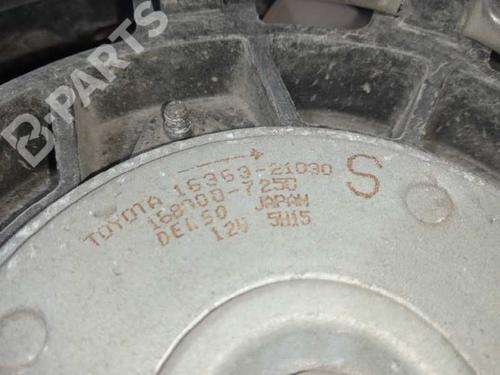 B-PARTS
TOYOTA 16363-21030
168000-7250
DENSO JAPAN
12V 5W15
S